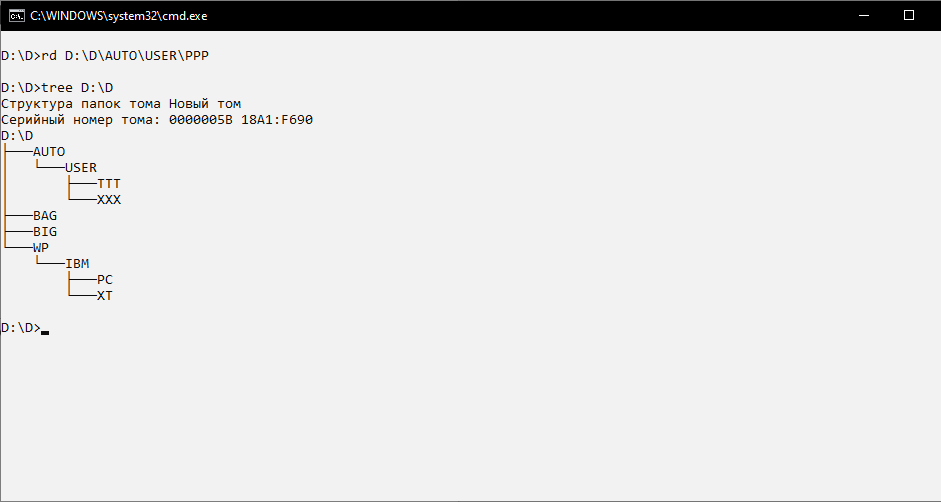 C:\WINDOWS\system32\cmd.exe
D:\D>rd D:\D\AUTO\USER\PPP
D:\D>tree D:\D
Структура папок тома Новый том
Серийный номер тома: 0000005B 18A1:F690
D:\D
├───AUTO
│   └───USER
│       ├───TTT
│       └───XXX
├───BAG
├───BIG
└───WP
    └───IBM
        ├───PC
        └───XT
D:\D>